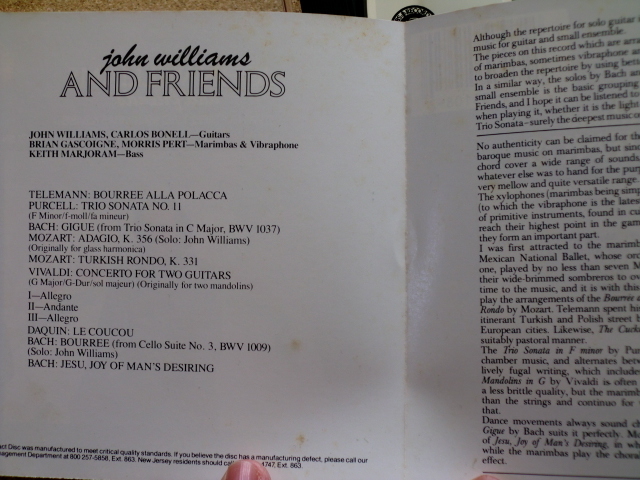 john williams
AND FRIENDS
JOHN WILLIAMS, CARLOS BONELL—Guitars
BRIAN GASCOIGNE, MORRIS PERT—Marimbas & Vibraphone
KEITH MARJORAM—Bass
TELEMANN: BOURREE ALLA POLACCA
PURCELL: TRIO SONATA NO. 11
(F Minor/f-moll/fa mineur)
BACH: GIGUE (from Trio Sonata in C Major, BWV 1037)
MOZART: ADAGIO, K. 356 (Solo: John Williams)
(Originally for glass harmonica)
MOZART: TURKISH RONDO, K. 331
VIVALDI: CONCERTO FOR TWO GUITARS
(G Major/G-Dur/sol majeur) (Originally for two mandolins)
I—Allegro
II—Andante
III—Allegro
DAQUIN: LE COUCOU
BACH: BOURREE (from Cello Suite No. 3, BWV 1009)
(Solo: John Williams)
BACH: JESU, JOY OF MAN'S DESIRING
act Disc was manufactured to meet critical quality standards. If you believe the disc has a manufacturing defect, please call our
nagement Department at 800 257-5858, Ext. 863. New Jersey residents should call 4747, Ext. 863.
Although the repertoire for solo guitar
music for guitar and small ensemble.
The pieces on this record which are arra
of marimbas, sometimes vibraphone a
to broaden the repertoire by using bet
In a similar way, the solos by Bach a
small ensemble is the basic grouping
Friends, and I hope it can be listened to
when playing it, whether it is the light
Trio Sonata—surely the deepest music o
No authenticity can be claimed for th
baroque music on marimbas, but sin
chord cover a wide range of sounds
whatever else was to hand for the pur
very mellow and quite versatile range.
The xylophones (marimbas being simp
(to which the vibraphone is the lates
of primitive instruments, found in cu
reach their highest point in the gam
they form an important part.
I was first attracted to the marimb
Mexican National Ballet, whose orc
one, played by no less than seven M
their wide-brimmed sombreros to ov
time to the music, and it is with this
play the arrangements of the Bourrée a
Rondo by Mozart. Telemann spent his
itinerant Turkish and Polish street b
European cities. Likewise, The Cucko
suitably pastoral manner.
The Trio Sonata in F minor by Pur
chamber music, and alternates betw
lively fugal writing, which include
Mandolins in G by Vivaldi is often
a less brittle quality, but the marimb
than the strings and continuo for w
that.
Dance movements always sound ch
Gigue by Bach suits it perfectly. Mo
of Jesu, Joy of Man's Desiring, in wh
while the marimbas play the choral
effect.